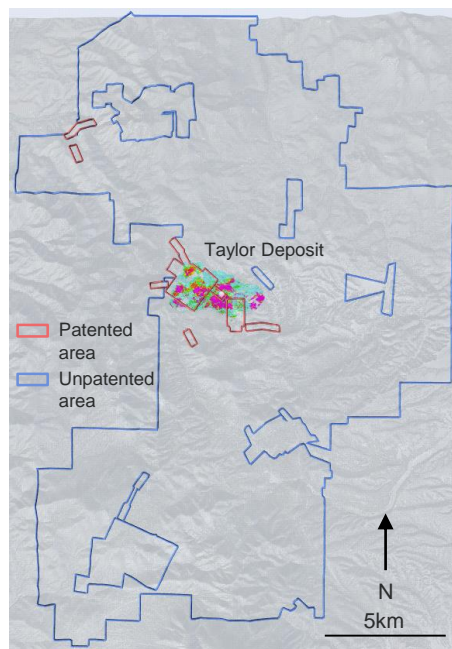 Taylor Deposit
Patented
area
Unpatented
area
N
5km